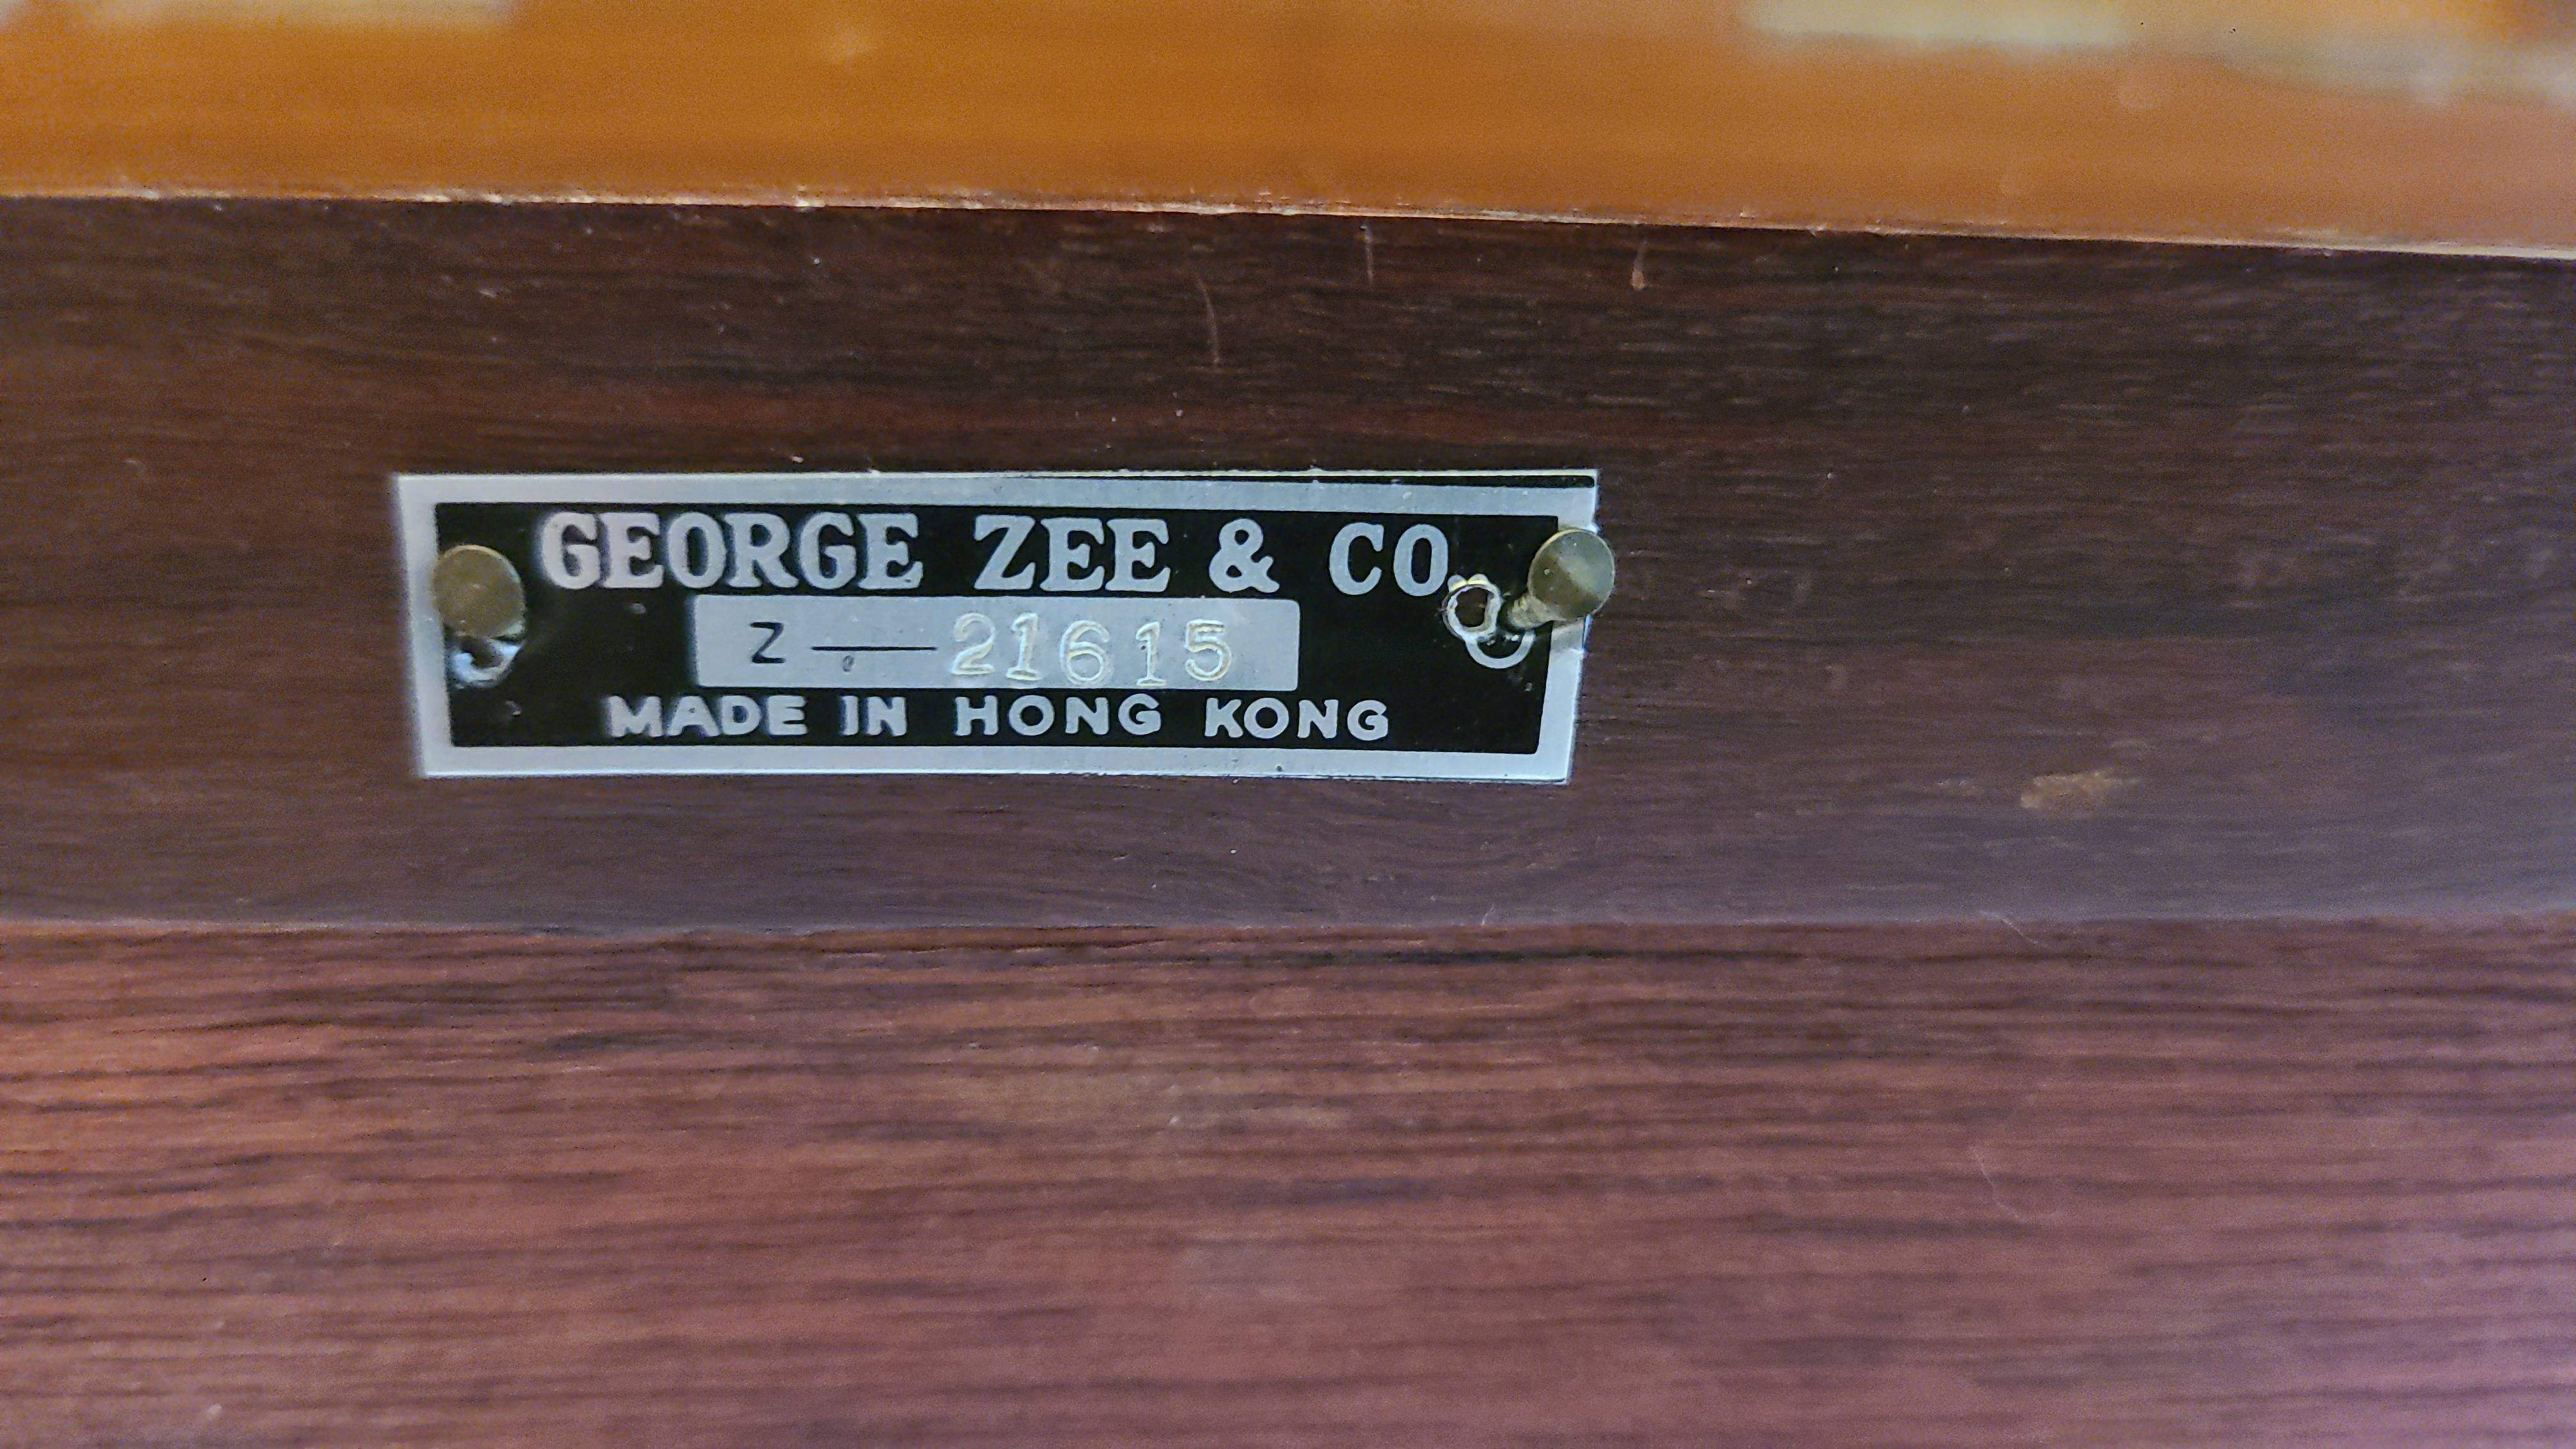 GEORGE ZEE & CO.
Z — 21615
MADE IN HONG KONG